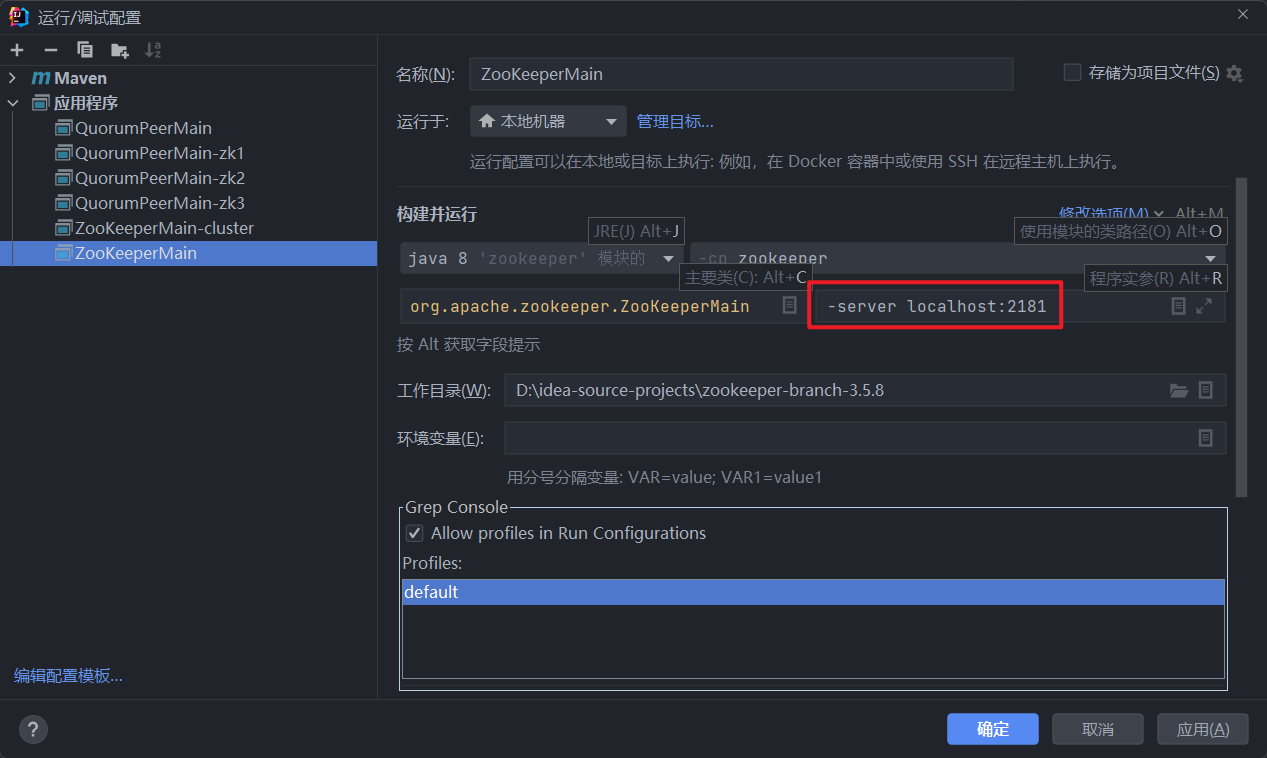 运行/调试配置
Maven
应用程序
QuorumPeerMain
QuorumPeerMain-zk1
QuorumPeerMain-zk2
QuorumPeerMain-zk3
ZooKeeperMain-cluster
ZooKeeperMain
编辑配置模板...
名称(N):
ZooKeeperMain
存储为项目文件(S)
运行于:
本地机器
管理目标...
运行配置可以在本地或目标上执行: 例如，在 Docker 容器中或使用 SSH 在远程主机上执行。
构建并运行
修改选项(M)
Alt+M
JRE(J) Alt+J
使用模块的类路径(O) Alt+O
java 8 'zookeeper' 模块的
-cp zookeeper
主要类(C): Alt+C
程序实参(R) Alt+R
org.apache.zookeeper.ZooKeeperMain
-server localhost:2181
按 Alt 获取字段提示
工作目录(W):
D:\idea-source-projects\zookeeper-branch-3.5.8
环境变量(E):
用分号分隔变量: VAR=value; VAR1=value1
Grep Console
Allow profiles in Run Configurations
Profiles:
default
?
确定
取消
应用(A)